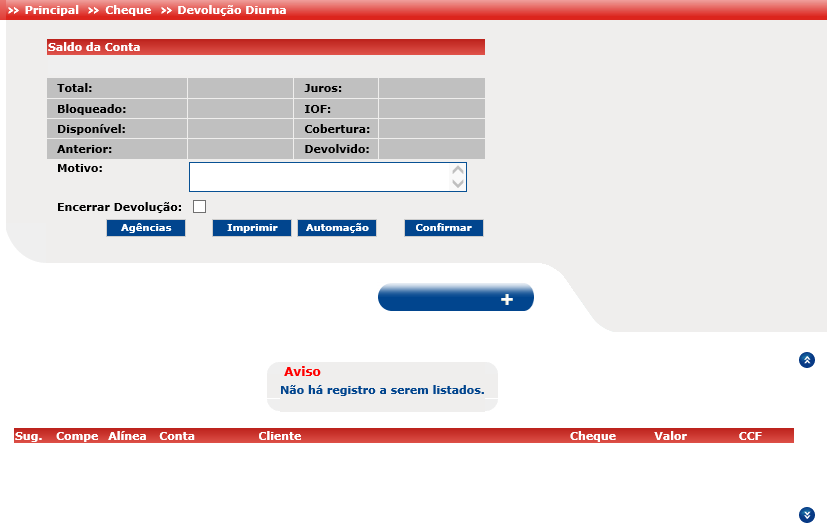 >> Principal >> Cheque >> Devolução Diurna
Saldo da Conta
Total: Juros:
Bloqueado: IOF:
Disponível: Cobertura:
Anterior: Devolvido:
Motivo:
Encerrar Devolução:
Agências Imprimir Automação Confirmar
+
Aviso
Não há registro a serem listados.
Sug. Compe Alínea Conta Cliente Cheque Valor CCF